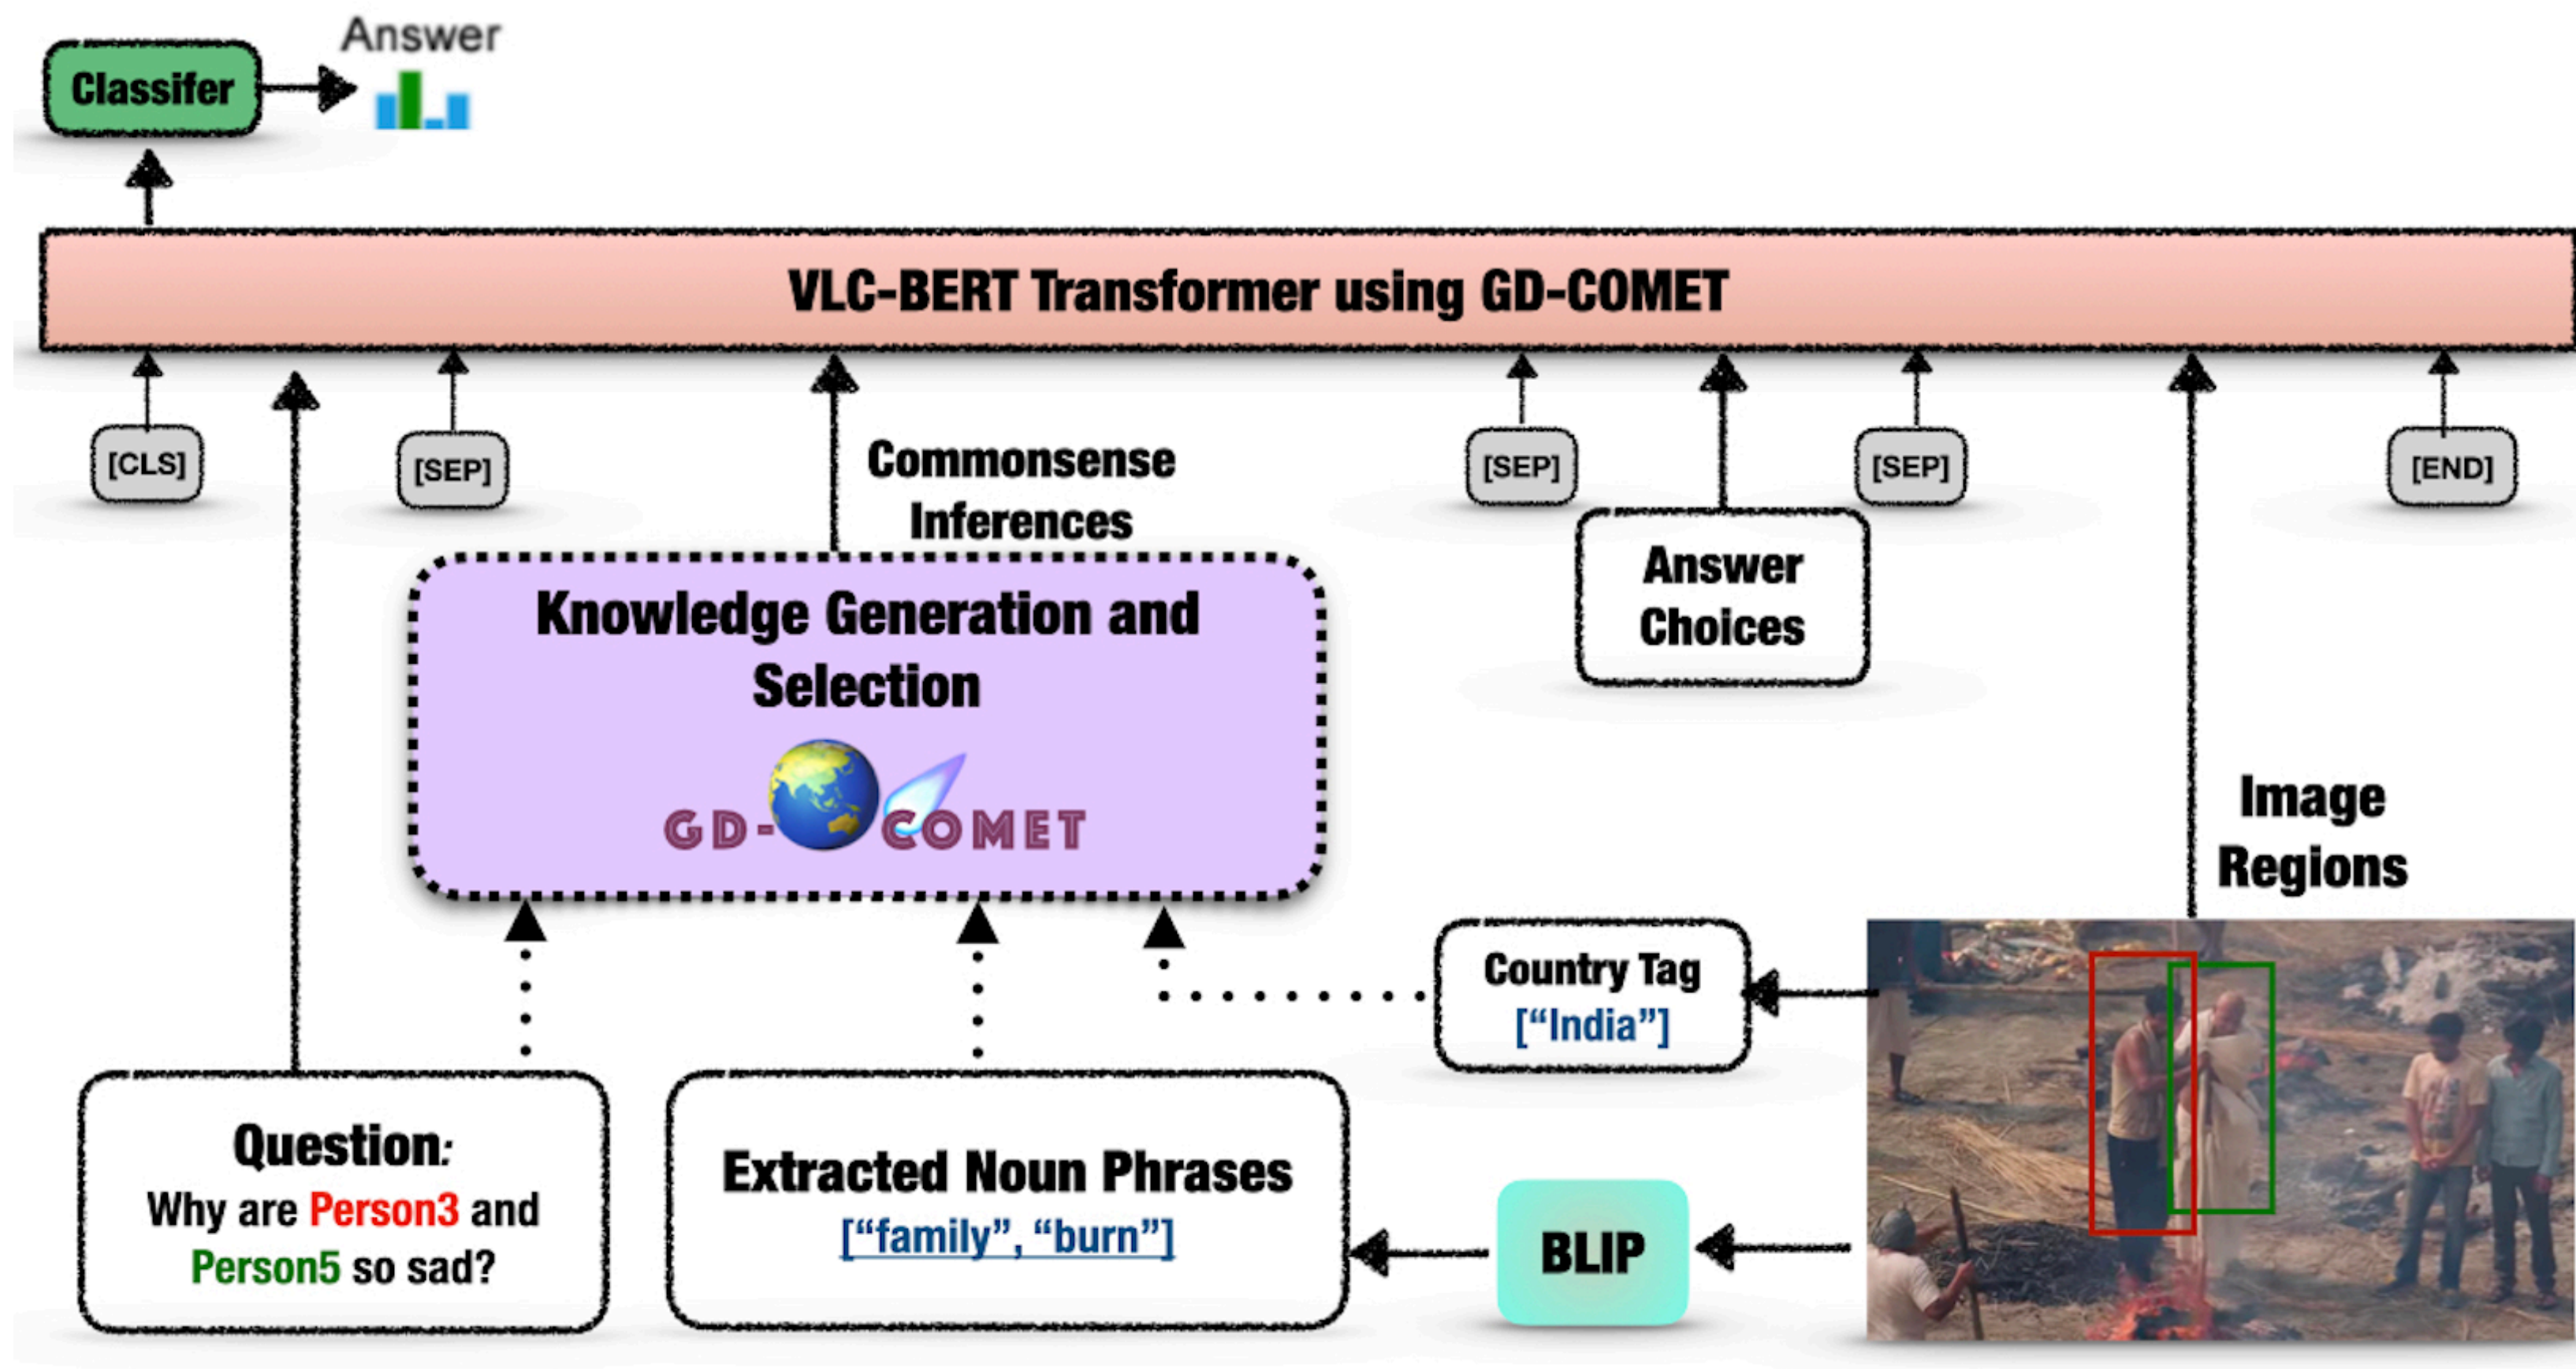 Answer
Classifer
VLC-BERT Transformer using GD-COMET
[CLS]
[SEP]
Commonsense
Inferences
[SEP]
[SEP]
[END]
Answer
Choices
Knowledge Generation and
Selection
GD-COMET
Image
Regions
Country Tag
[“India”]
Question:
Why are Person3 and
Person5 so sad?
Extracted Noun Phrases
[“family”, “burn”]
BLIP